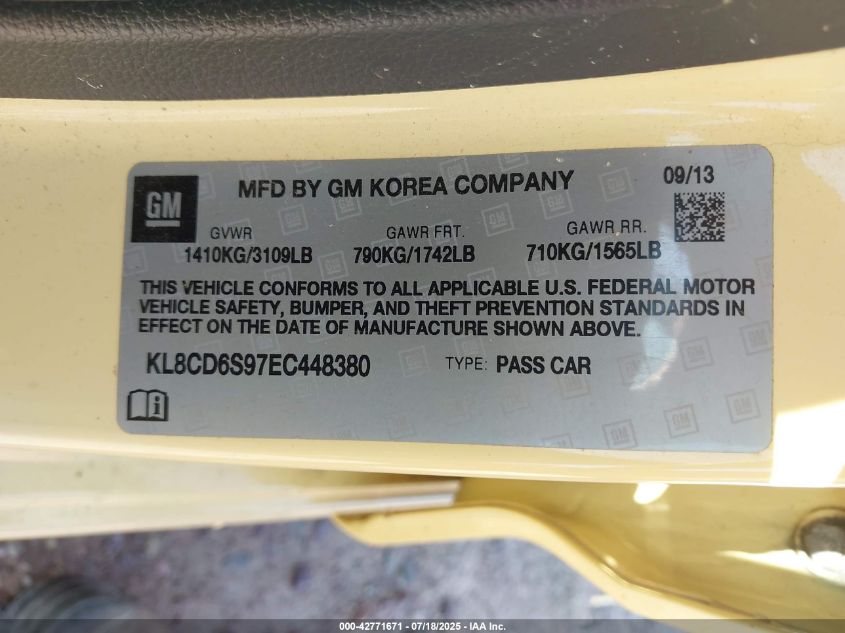 GM
MFD BY GM KOREA COMPANY
09/13
GVWR
GAWR FRT.
GAWR RR.
1410KG/3109LB
790KG/1742LB
710KG/1565LB
THIS VEHICLE CONFORMS TO ALL APPLICABLE U.S. FEDERAL MOTOR
VEHICLE SAFETY, BUMPER, AND THEFT PREVENTION STANDARDS IN
EFFECT ON THE DATE OF MANUFACTURE SHOWN ABOVE.
KL8CD6S97EC448380
TYPE: PASS CAR
000-42771671 / 07/18/2025 - IAA Inc.